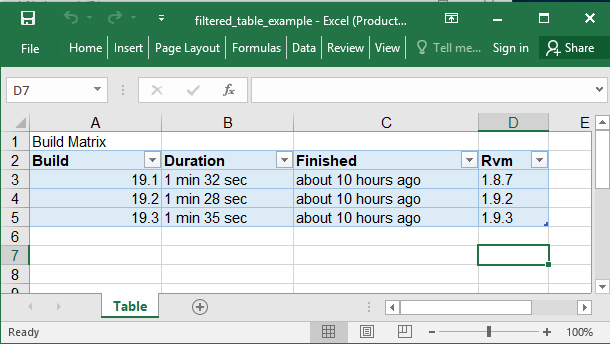 filtered_table_example - Excel (Product...
File Home Insert Page Layout Formulas Data Review View Tell me... Sign in Share
D7 fx
A B C D E
1 Build Matrix
2 Build Duration Finished Rvm
3 19.1 1 min 32 sec about 10 hours ago 1.8.7
4 19.2 1 min 28 sec about 10 hours ago 1.9.2
5 19.3 1 min 35 sec about 10 hours ago 1.9.3
6
7
8
9
Table
Ready 100%